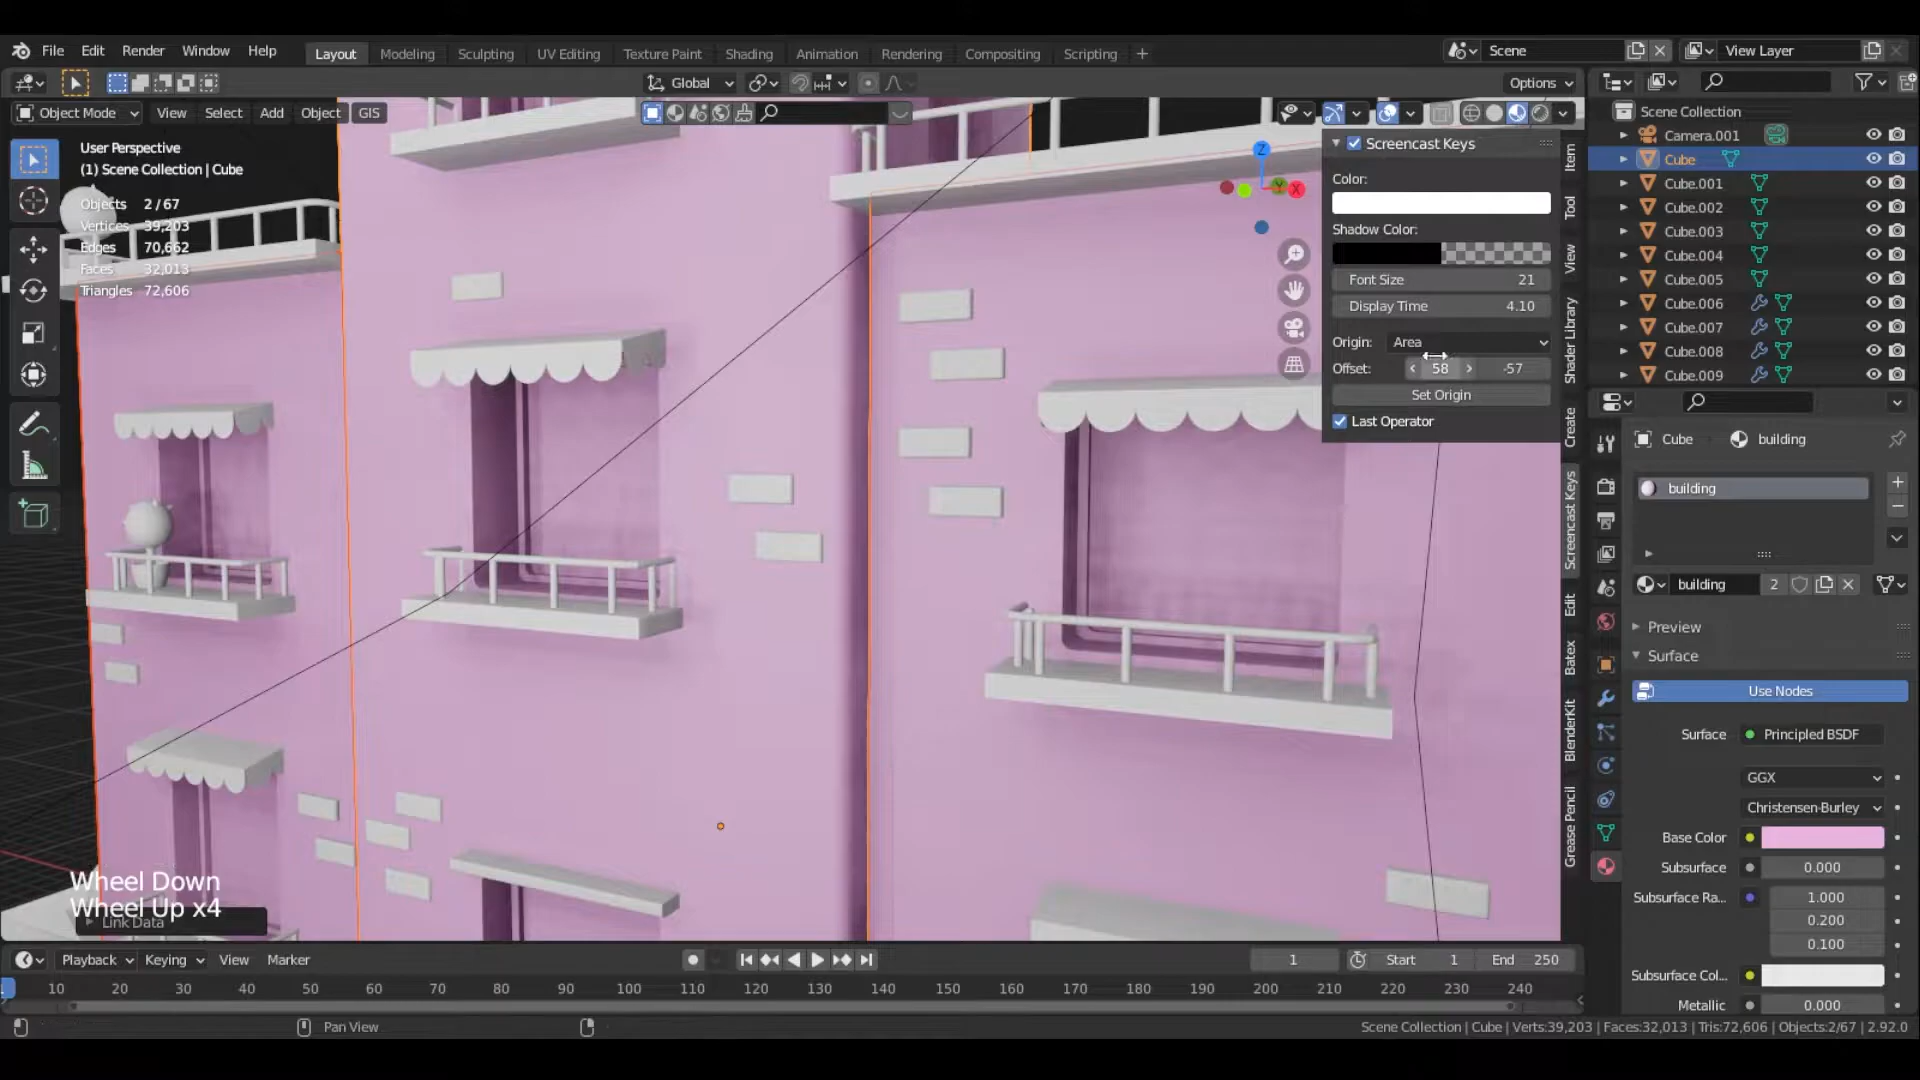 File Edit Render Window Help Layout Modeling Sculpting UV Editing Texture Paint Shading Animation Rendering Compositing Scripting + Scene View Layer
Global Options
Object Mode View Select Add Object GIS
User Perspective
(1) Scene Collection | Cube
Objects 2 / 67
Vertices 39,203
Edges 70,662
Faces 32,013
Triangles 72,606
Z
Y
X
Screencast Keys
Color:
Shadow Color:
Font Size 21
Display Time 4.10
Origin: Area
Offset: 58 -57
Set Origin
Last Operator
Item
Tool
View
Shader Library
Create
Screencast Keys
Edit
Batex
BlenderKit
Grease Pencil
Scene Collection
Camera.001
Cube
Cube.001
Cube.002
Cube.003
Cube.004
Cube.005
Cube.006
Cube.007
Cube.008
Cube.009
Cube building
building
building 2
Preview
Surface
Use Nodes
Surface Principled BSDF
GGX
Christensen-Burley
Base Color
Subsurface 0.000
Subsurface Ra... 1.000
0.200
0.100
Subsurface Col...
Metallic 0.000
Wheel Down
Wheel Up x4
Link Data
Playback Keying View Marker 1 Start 1 End 250
10 20 30 40 50 60 70 80 90 100 110 120 130 140 150 160 170 180 190 200 210 220 230 240
Pan View
Scene Collection | Cube | Verts:39,203 | Faces:32,013 | Tris:72,606 | Objects:2/67 | 2.92.0